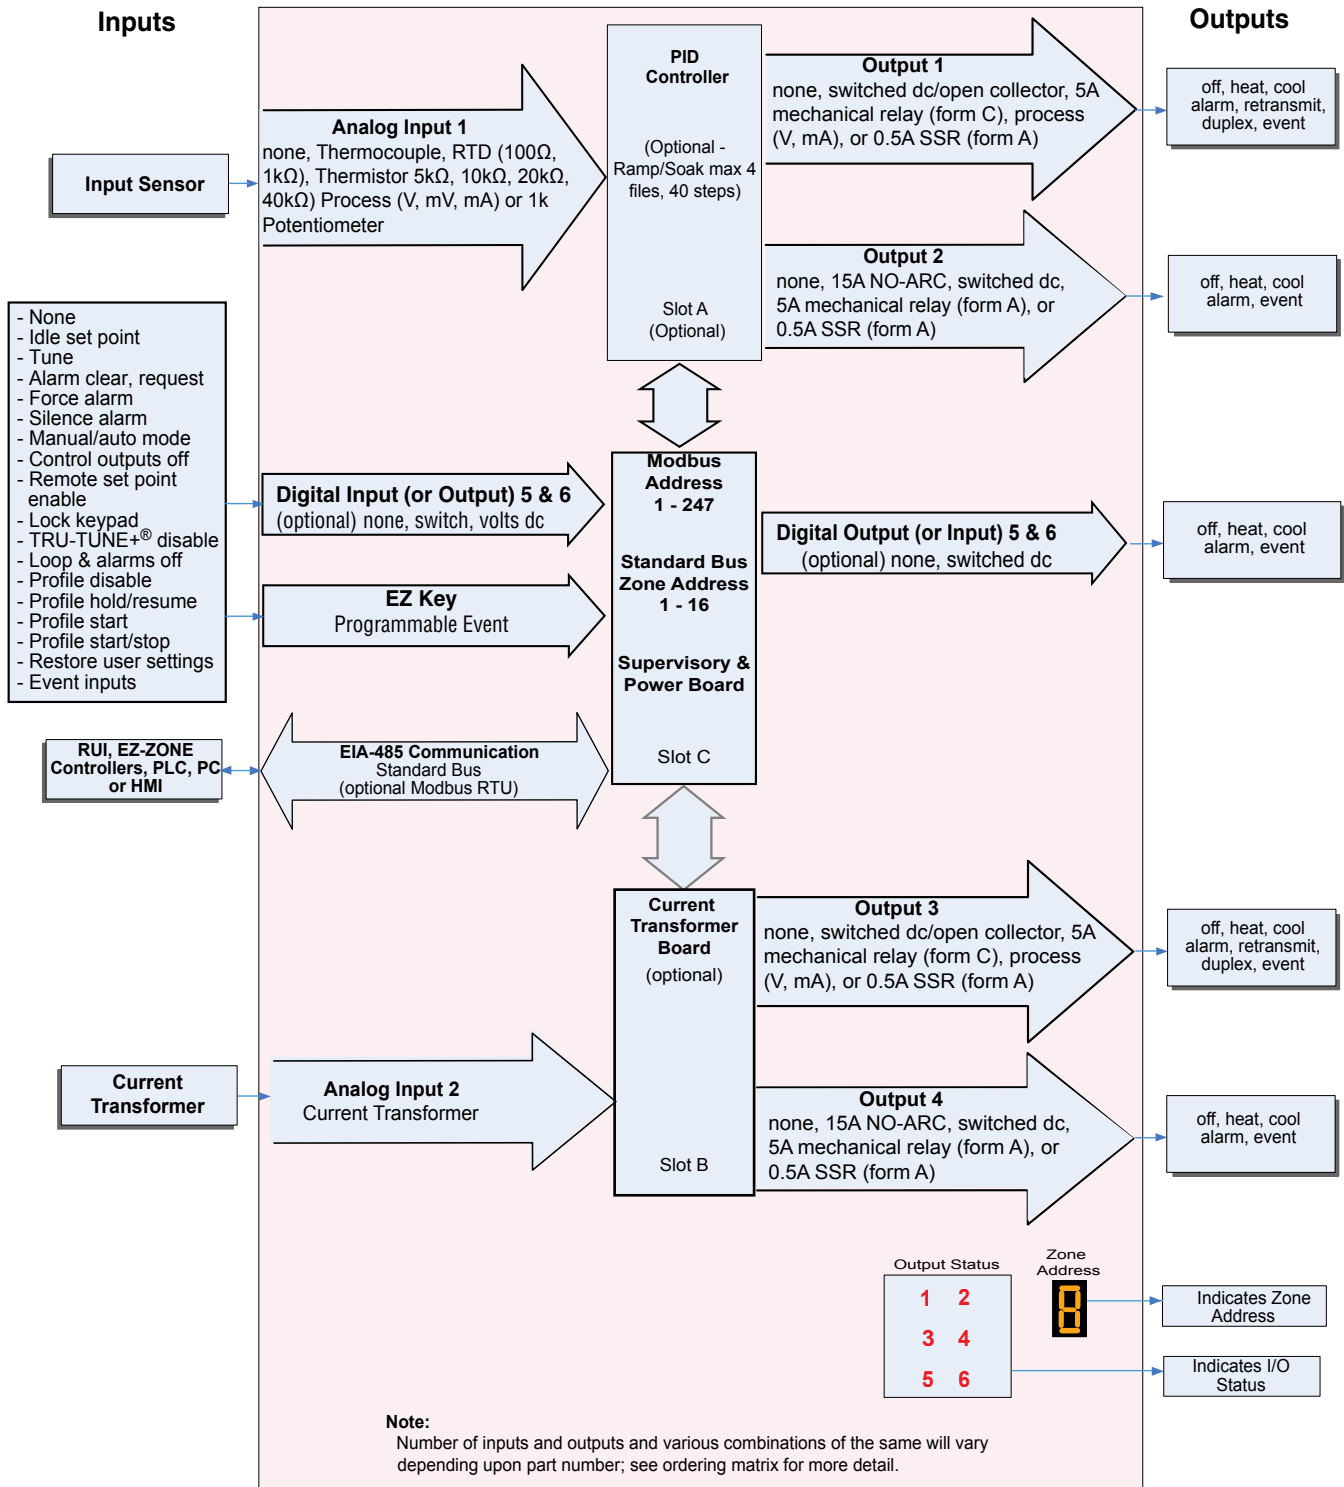 Inputs
Outputs
PID
Controller
(Optional -
Ramp/Soak max 4
files, 40 steps)
Slot A
(Optional)
Input Sensor
Analog Input 1
none, Thermocouple, RTD (100Ω,
1kΩ), Thermistor 5kΩ, 10kΩ, 20kΩ,
40kΩ) Process (V, mV, mA) or 1k
Potentiometer
Output 1
none, switched dc/open collector, 5A
mechanical relay (form C), process
(V, mA), or 0.5A SSR (form A)
off, heat, cool
alarm, retransmit,
duplex, event
Output 2
none, 15A NO-ARC, switched dc,
5A mechanical relay (form A), or
0.5A SSR (form A)
off, heat, cool
alarm, event
- None
- Idle set point
- Tune
- Alarm clear, request
- Force alarm
- Silence alarm
- Manual/auto mode
- Control outputs off
- Remote set point
enable
- Lock keypad
- TRU-TUNE+® disable
- Loop & alarms off
- Profile disable
- Profile hold/resume
- Profile start
- Profile start/stop
- Restore user settings
- Event inputs
Digital Input (or Output) 5 & 6
(optional) none, switch, volts dc
EZ Key
Programmable Event
Modbus
Address
1 - 247
Standard Bus
Zone Address
1 - 16
Supervisory &
Power Board
Slot C
Digital Output (or Input) 5 & 6
(optional) none, switched dc
off, heat, cool
alarm, event
RUI, EZ-ZONE
Controllers, PLC, PC
or HMI
EIA-485 Communication
Standard Bus
(optional Modbus RTU)
Current
Transformer
Board
(optional)
Slot B
Output 3
none, switched dc/open collector, 5A
mechanical relay (form C), process
(V, mA), or 0.5A SSR (form A)
off, heat, cool
alarm, retransmit,
duplex, event
Current
Transformer
Analog Input 2
Current Transformer
Output 4
none, 15A NO-ARC, switched dc,
5A mechanical relay (form A), or
0.5A SSR (form A)
off, heat, cool
alarm, event
Output Status
1 2
3 4
5 6
Zone
Address
8
Indicates Zone
Address
Indicates I/O
Status
Note:
Number of inputs and outputs and various combinations of the same will vary
depending upon part number; see ordering matrix for more detail.